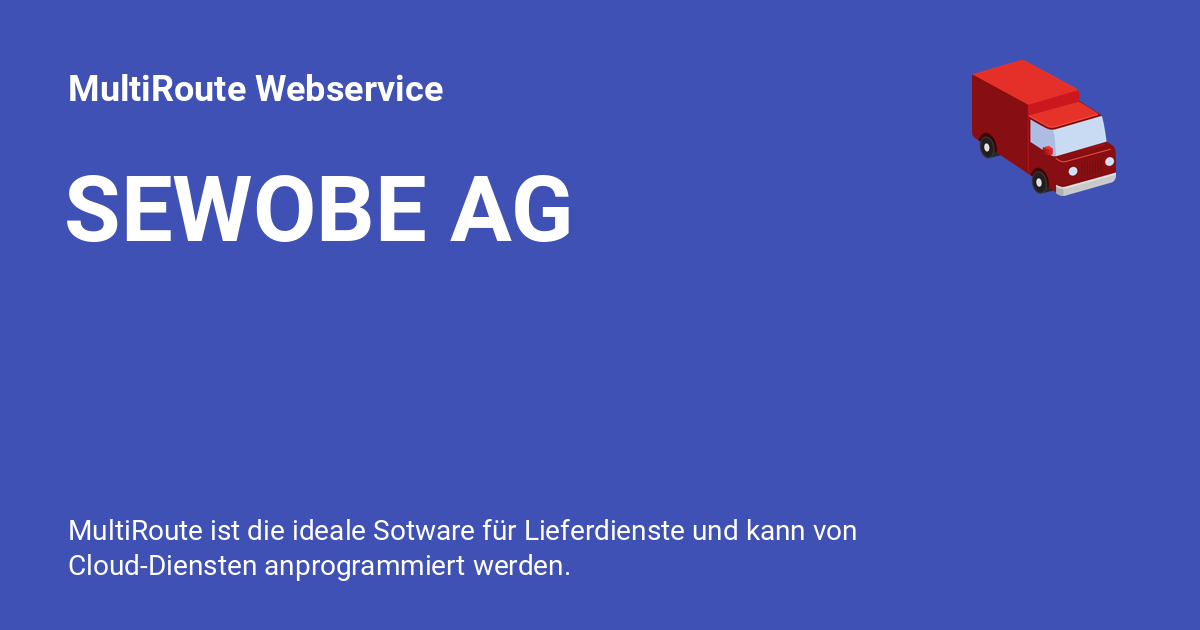 MultiRoute Webservice
SEWOBE AG
MultiRoute ist die ideale Sotware für Lieferdienste und kann von
Cloud-Diensten anprogrammiert werden.